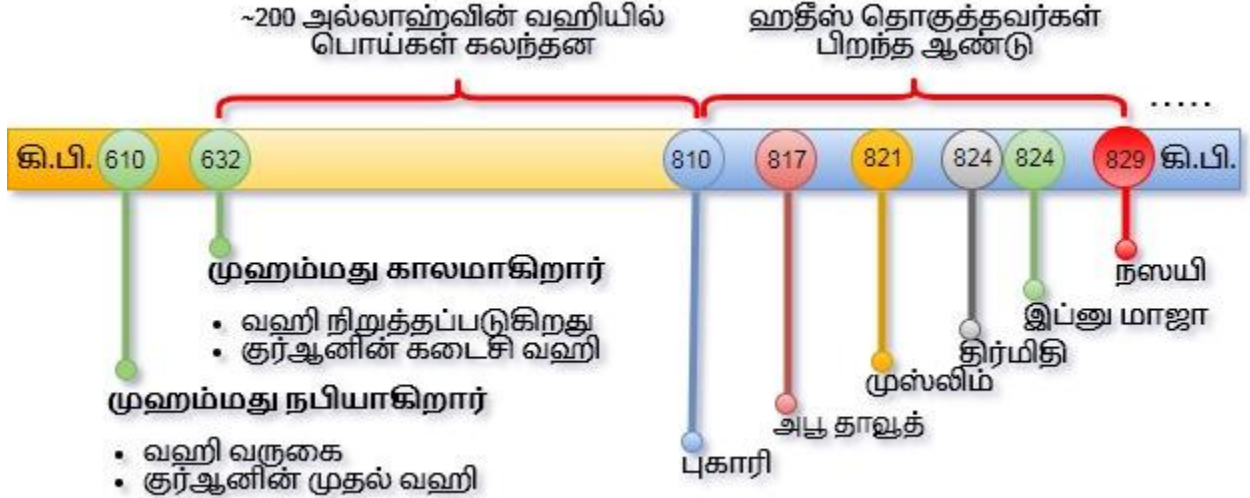 ~200 அல்லாஹ்வின் வஹியில்
பொய்கள் கலந்தன
ஹதீஸ் தொகுத்தவர்கள்
பிறந்த ஆண்டு
.....
கி.பி. 610 632 810 817 821 824 824 829 கி.பி.
முஹம்மது காலமாகிறார்
• வஹி நிறுத்தப்படுகிறது
• குர்ஆனின் கடைசி வஹி
முஹம்மது நபியாகிறார்
• வஹி வருகை
• குர்ஆனின் முதல் வஹி
புகாரி
அபூ தாவூத்
முஸ்லிம்
திர்மிதி
இப்னு மாஜா
நஸயி